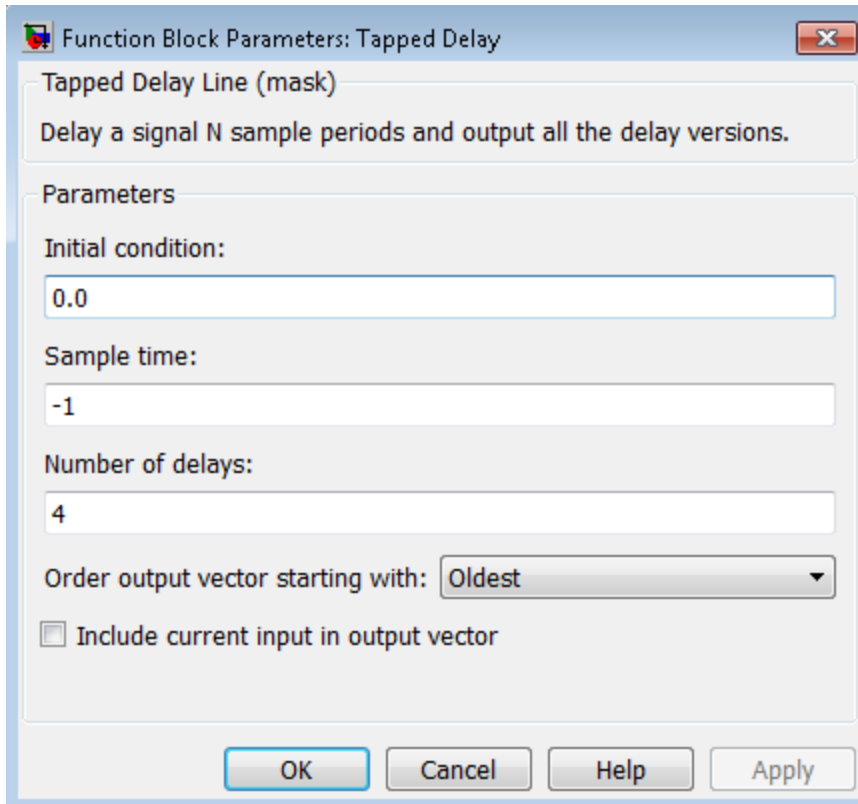 Function Block Parameters: Tapped Delay
Tapped Delay Line (mask)
Delay a signal N sample periods and output all the delay versions.
Parameters
Initial condition:
0.0
Sample time:
-1
Number of delays:
4
Order output vector starting with: Oldest
Include current input in output vector
OK Cancel Help Apply